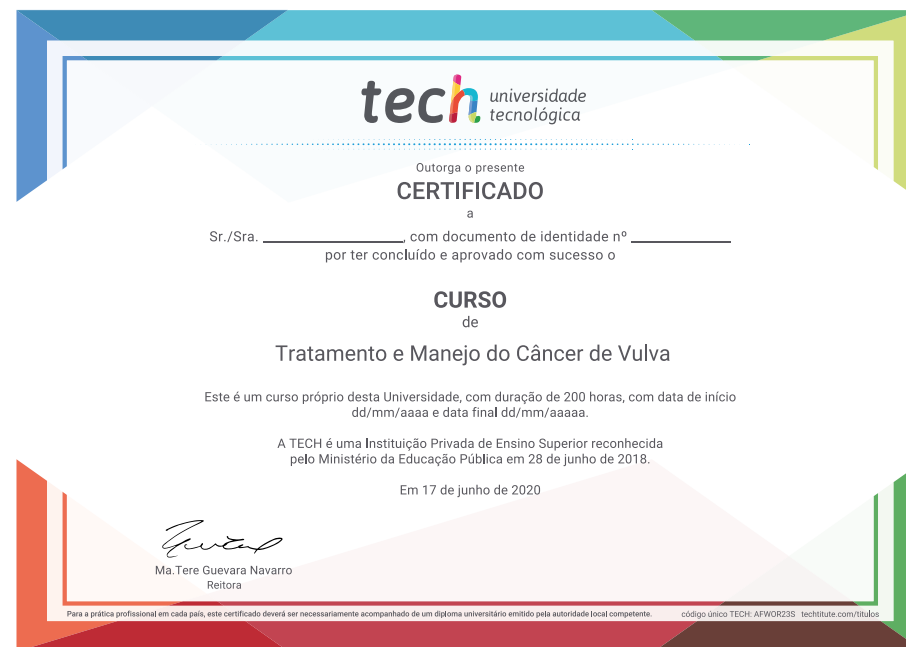 tech universidade
tecnológica
Outorga o presente
CERTIFICADO
a
Sr./Sra. ____________, com documento de identidade nº ____________
por ter concluído e aprovado com sucesso o
CURSO
de
Tratamento e Manejo do Câncer de Vulva
Este é um curso próprio desta Universidade, com duração de 200 horas, com data de início
dd/mm/aaaa e data final dd/mm/aaaaa.
A TECH é uma Instituição Privada de Ensino Superior reconhecida
pelo Ministério da Educação Pública em 28 de junho de 2018.
Em 17 de junho de 2020
Ma.Tere Guevara Navarro
Reitora
Para a prática profissional em cada país, este certificado deverá ser necessariamente acompanhado de um diploma universitário emitido pela autoridade local competente. código único TECH: AFWOR23S techtitute.com/titulos